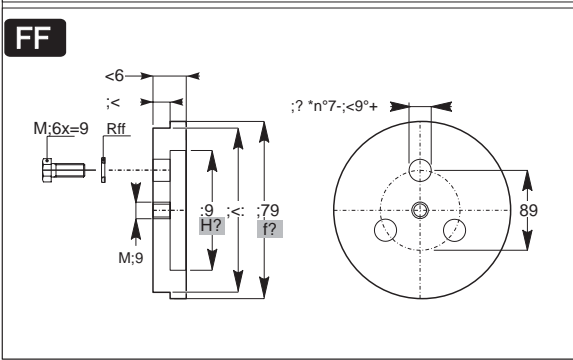 FF
<6
;<
;? *n°7-;<9°+
M;6x=9
Rff
:9
;<:
;79
H?
f?
89
M;9